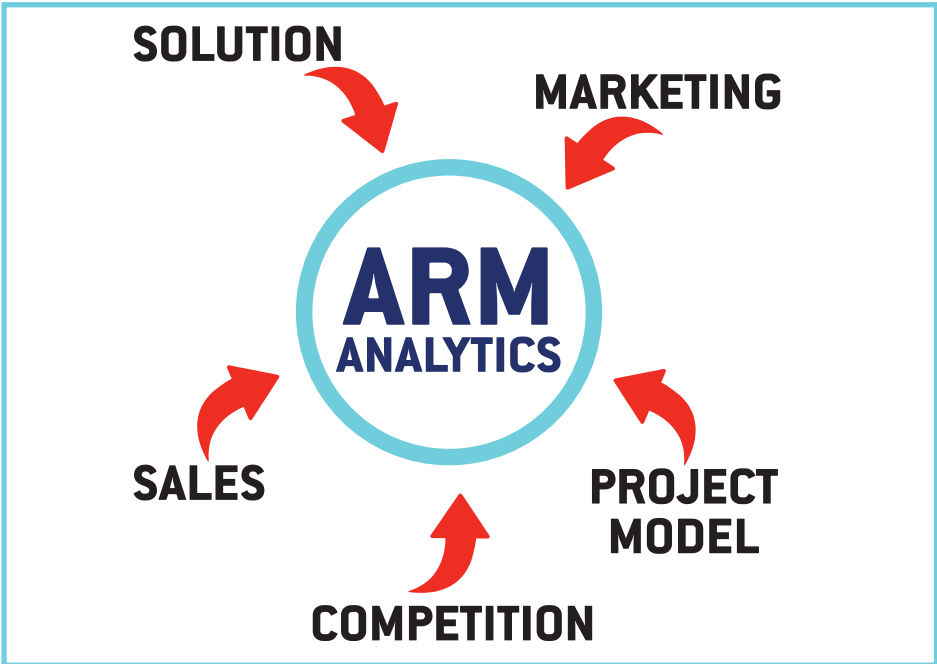 SOLUTION
MARKETING
ARM
ANALYTICS
SALES
PROJECT
MODEL
COMPETITION